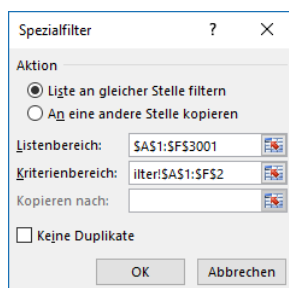 Spezialfilter ?
Aktion
Liste an gleicher Stelle filtern
An eine andere Stelle kopieren
Listenbereich: $A$1:$F$3001
Kriterienbereich: ilter!$A$1:$F$2
Kopieren nach:
Keine Duplikate
OK Abbrechen